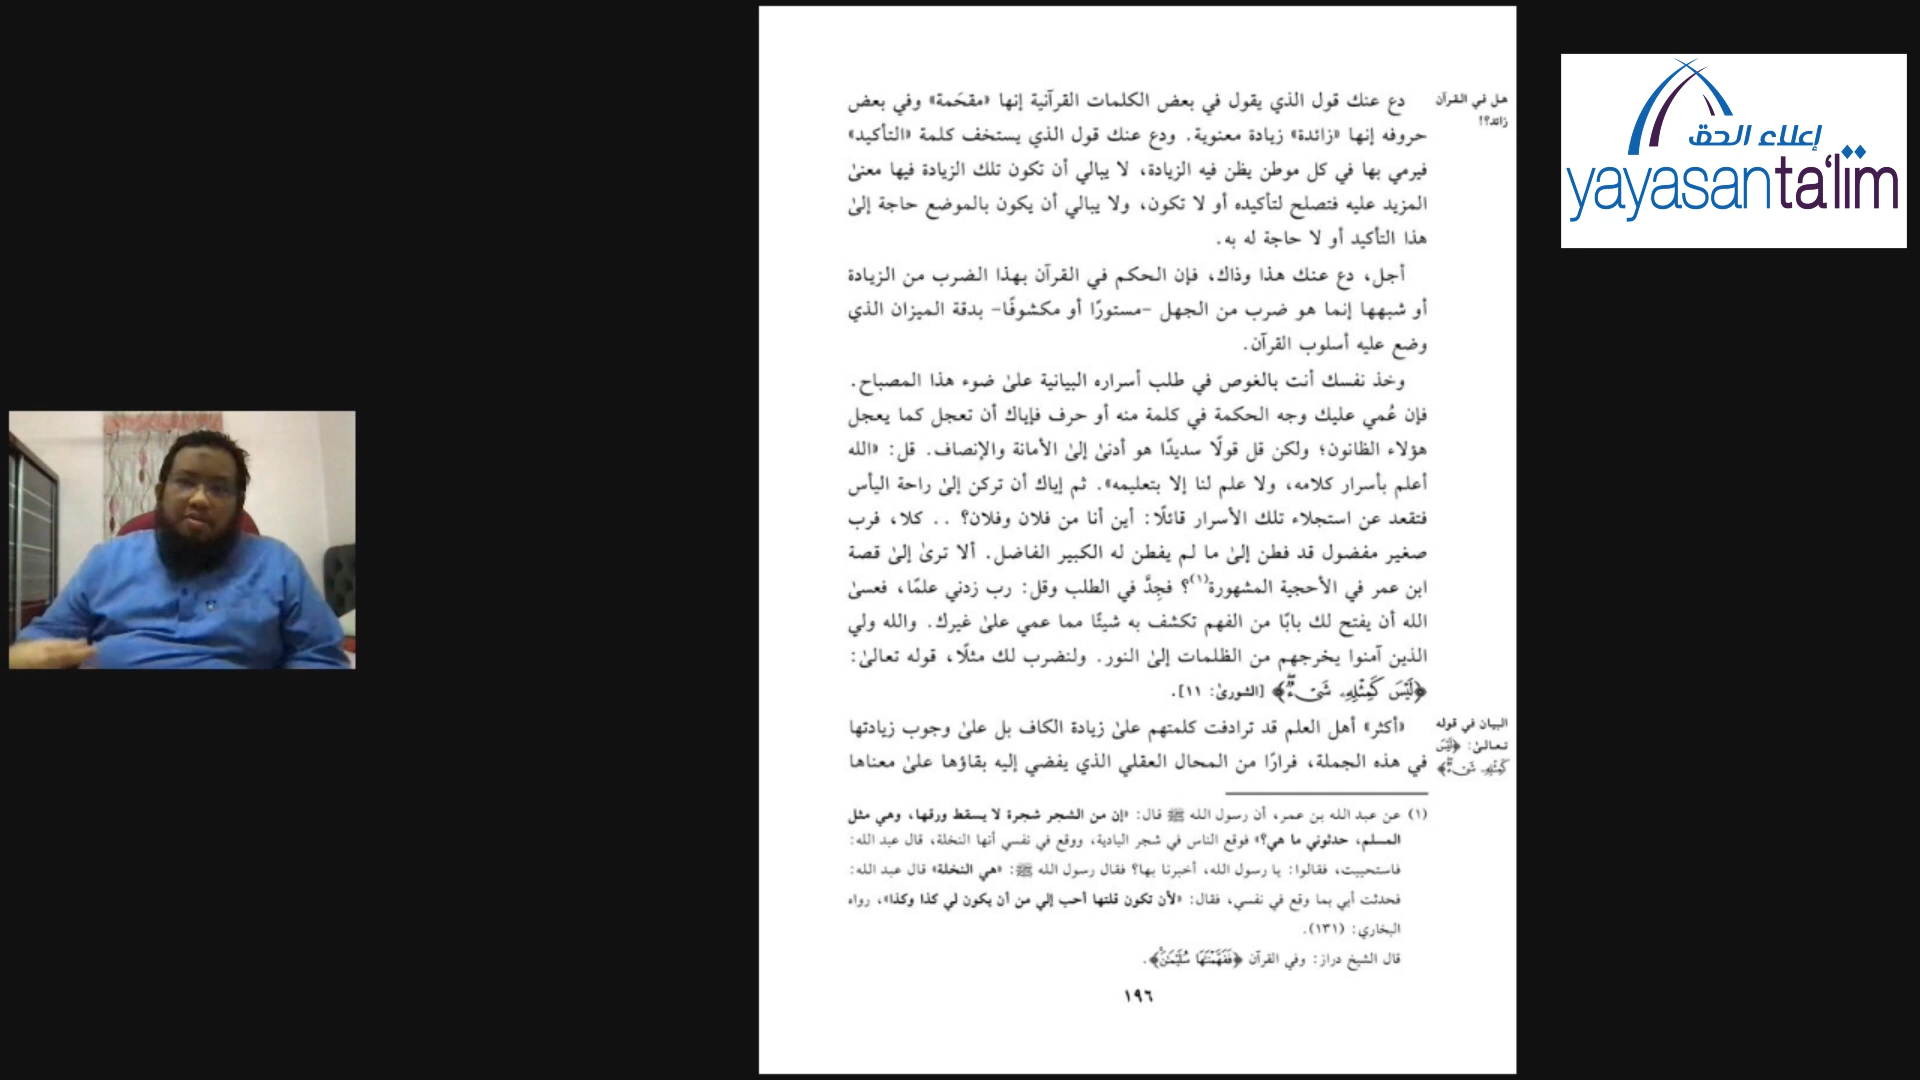 هل في القرآن
زائد؟!
دع عنك قول الذي يقول في بعض الكلمات القرآنية إنها «مقحَمة» وفي بعض
حروفه إنها «زائدة» زيادة معنوية. ودع عنك قول الذي يستخف كلمة «التأكيد»
فيرمي بها في كل موطن يظن فيه الزيادة، لا يبالي أن تكون تلك الزيادة فيها معنىٰ
المزيد عليه فتصلح لتأكيده أو لا تكون، ولا يبالي أن يكون بالموضع حاجة إلىٰ
هذا التأكيد أو لا حاجة له به.
أجل، دع عنك هذا وذاك، فإن الحكم في القرآن بهذا الضرب من الزيادة
أو شبهها إنما هو ضرب من الجهل -مستورًا أو مكشوفًا- بدقة الميزان الذي
وضع عليه أسلوب القرآن.
وخذ نفسك أنت بالغوص في طلب أسراره البيانية علىٰ ضوء هذا المصباح.
فإن عُمي عليك وجه الحكمة في كلمة منه أو حرف فإياك أن تعجل كما يعجل
هؤلاء الظانون؛ ولكن قل قولًا سديدًا هو أدنىٰ إلىٰ الأمانة والإنصاف. قل: «الله
أعلم بأسرار كلامه، ولا علم لنا إلا بتعليمه». ثم إياك أن تركن إلىٰ راحة اليأس
فتقعد عن استجلاء تلك الأسرار قائلًا: أين أنا من فلان وفلان؟ .. كلا، فرب
صغير مفضول قد فطن إلىٰ ما لم يفطن له الكبير الفاضل. ألا ترىٰ إلىٰ قصة
ابن عمر في الأحجية المشهورة(١)؟ فجِدَّ في الطلب وقل: رب زدني علمًا، فعسىٰ
الله أن يفتح لك بابًا من الفهم تكشف به شيئًا مما عمي علىٰ غيرك. والله ولي
الذين آمنوا يخرجهم من الظلمات إلىٰ النور. ولنضرب لك مثلًا، قوله تعالىٰ:
﴿لَيْسَ كَمِثْلِهِۦ شَىْءٌۭ﴾ [الشورىٰ: ١١].
البيان في قوله
تعالىٰ: ﴿لَيْسَ
كَمِثْلِهِۦ شَىْءٌۭ﴾
«أكثر» أهل العلم قد ترادفت كلمتهم علىٰ زيادة الكاف بل علىٰ وجوب زيادتها
في هذه الجملة، فرارًا من المحال العقلي الذي يفضي إليه بقاؤها علىٰ معناها
(١) عن عبد الله بن عمر، أن رسول الله ﷺ قال: «إن من الشجر شجرة لا يسقط ورقها، وهي مثل
المسلم، حدثوني ما هي؟» فوقع الناس في شجر البادية، ووقع في نفسي أنها النخلة، قال عبد الله:
فاستحييت، فقالوا: يا رسول الله، أخبرنا بها؟ فقال رسول الله ﷺ: «هي النخلة» قال عبد الله:
فحدثت أبي بما وقع في نفسي، فقال: «لأن تكون قلتها أحب إلي من أن يكون لي كذا وكذا»، رواه
البخاري: (١٣١).
قال الشيخ دراز: وفي القرآن ﴿فَفَهَّمْنَٰهَا سُلَيْمَٰنَ﴾.
١٩٦
إعلاء الحق
yayasanta'lim